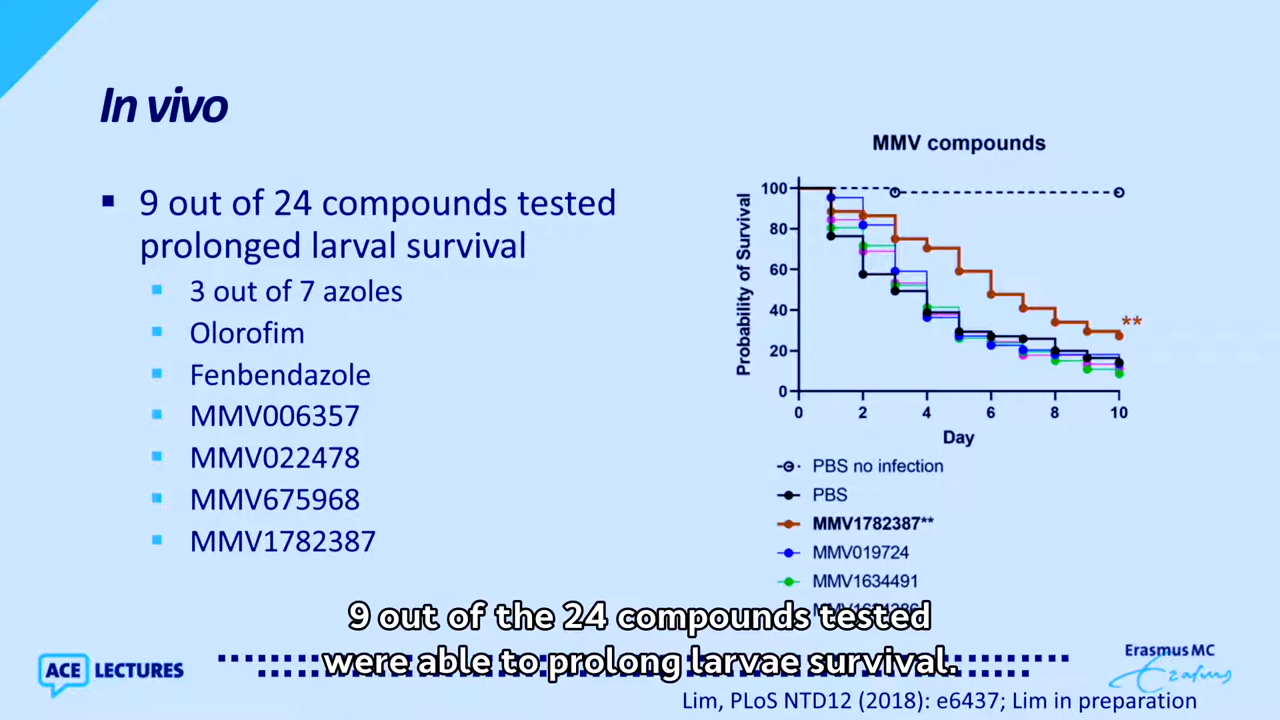 In vivo
9 out of 24 compounds tested
prolonged larval survival
3 out of 7 azoles
Olorofim
Fenbendazole
MMV006357
MMV022478
MMV675968
MMV1782387
MMV compounds
Probability of Survival
100
80
60
40
20
0
0 2 4 6 8 10
Day
**
PBS no infection
PBS
MMV1782387**
MMV019724
MMV1634491
9 out of the 24 compounds tested
were able to prolong larvae survival.
ACE LECTURES
Erasmus MC
Erasmus
Lim, PLoS NTD12 (2018): e6437; Lim in preparation